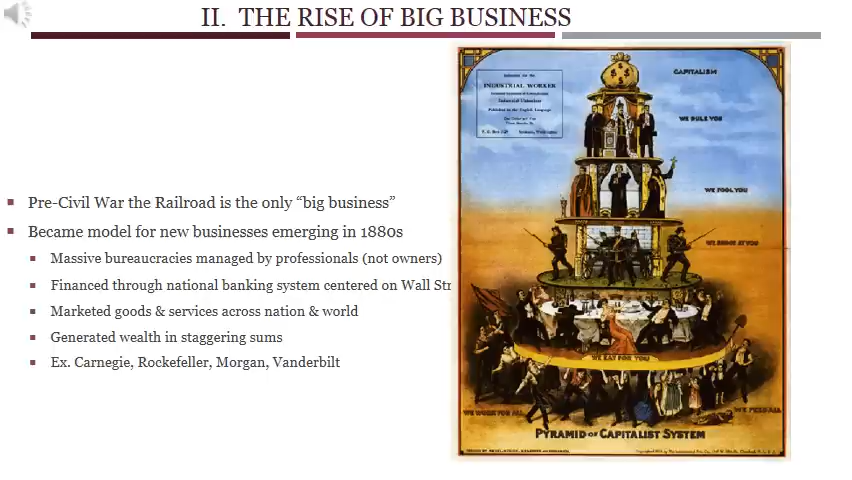 II. THE RISE OF BIG BUSINESS
Pre-Civil War the Railroad is the only “big business”
Became model for new businesses emerging in 1880s
Massive bureaucracies managed by professionals (not owners)
Financed through national banking system centered on Wall Str
Marketed goods & services across nation & world
Generated wealth in staggering sums
Ex. Carnegie, Rockefeller, Morgan, Vanderbilt
INDUSTRIAL WORKER
CAPITALISM
WE RULE YOU
WE FOOL YOU
WE SHOOT AT YOU
WE EAT FOR YOU
WE WORK FOR ALL
WE FEED ALL
PYRAMID OF CAPITALIST SYSTEM